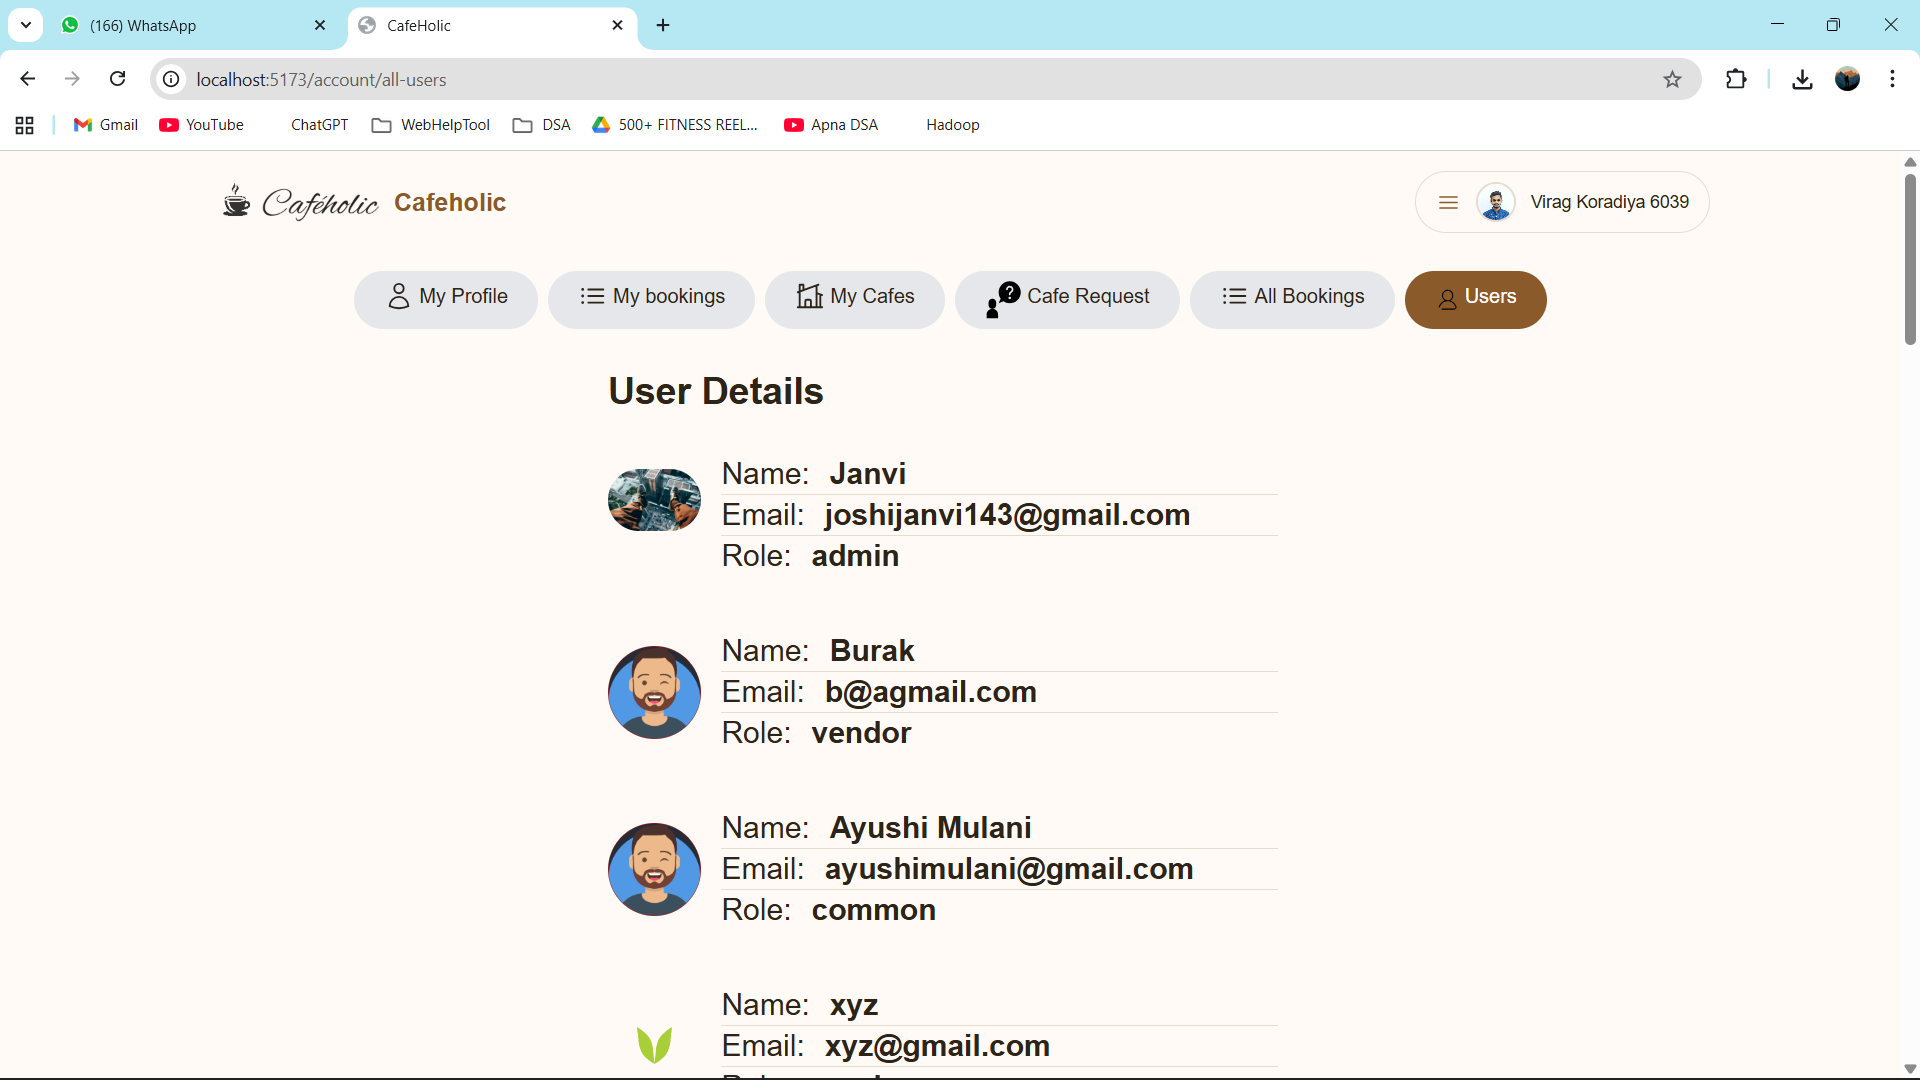 (166) WhatsApp
CafeHolic
localhost:5173/account/all-users
Gmail
YouTube
ChatGPT
WebHelpTool
DSA
500+ FITNESS REEL...
Apna DSA
Hadoop
Caféholic Cafeholic
Virag Koradiya 6039
My Profile
My bookings
My Cafes
? Cafe Request
All Bookings
Users
User Details
Name: Janvi
Email: joshijanvi143@gmail.com
Role: admin
Name: Burak
Email: b@agmail.com
Role: vendor
Name: Ayushi Mulani
Email: ayushimulani@gmail.com
Role: common
Name: xyz
Email: xyz@gmail.com